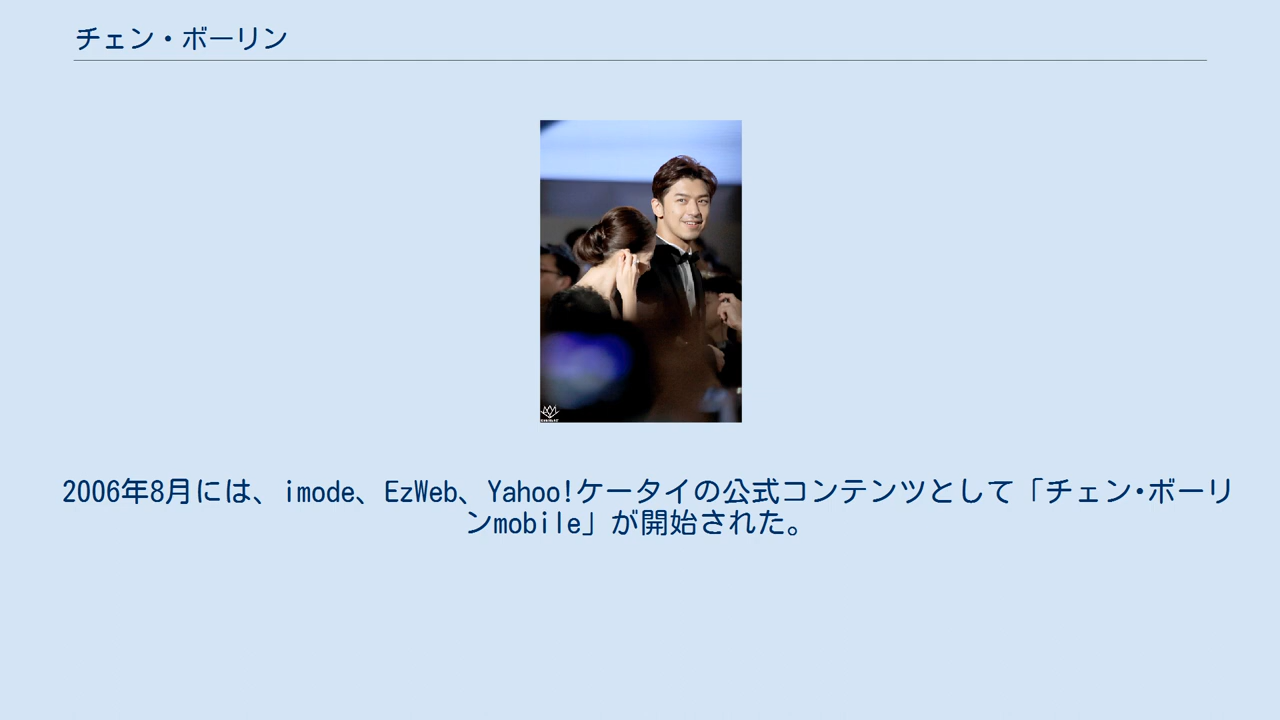 チェン・ボーリン
2006年8月には、imode、EzWeb、Yahoo!ケータイの公式コンテンツとして「チェン・ボーリ
ンmobile」が開始された。